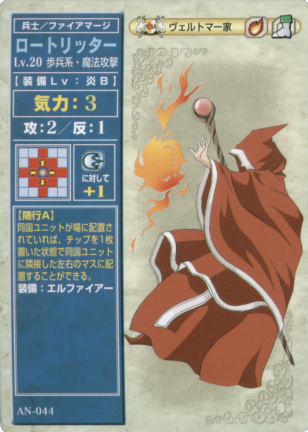 兵士／ファイアーマージ
ロートリッター
Lv.20 歩兵系・魔法攻撃
【装備Lv：炎B】
気力：3
攻：2／反：1
に対して
+1
【随行A】
同国ユニットが場に配置
されていれば、チップを1枚
置いた状態で同国ユニット
に隣接した左右のマスに配
置することができる。
装備：エルファイアー
AN-044
ヴェルトマー家